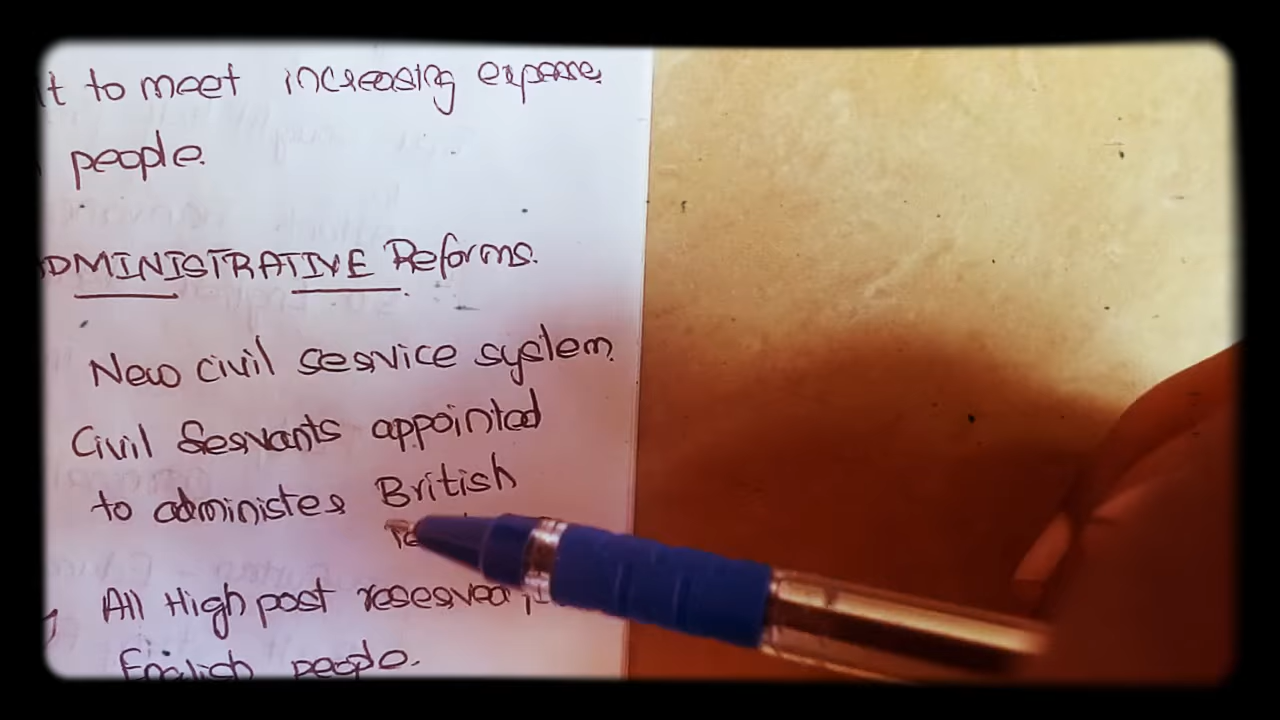 to meet increasing expense
people.
ADMINISTRATIVE Reforms.
New civil service system
Civil Servants appointed
to administer British
All High post reserved
English people.